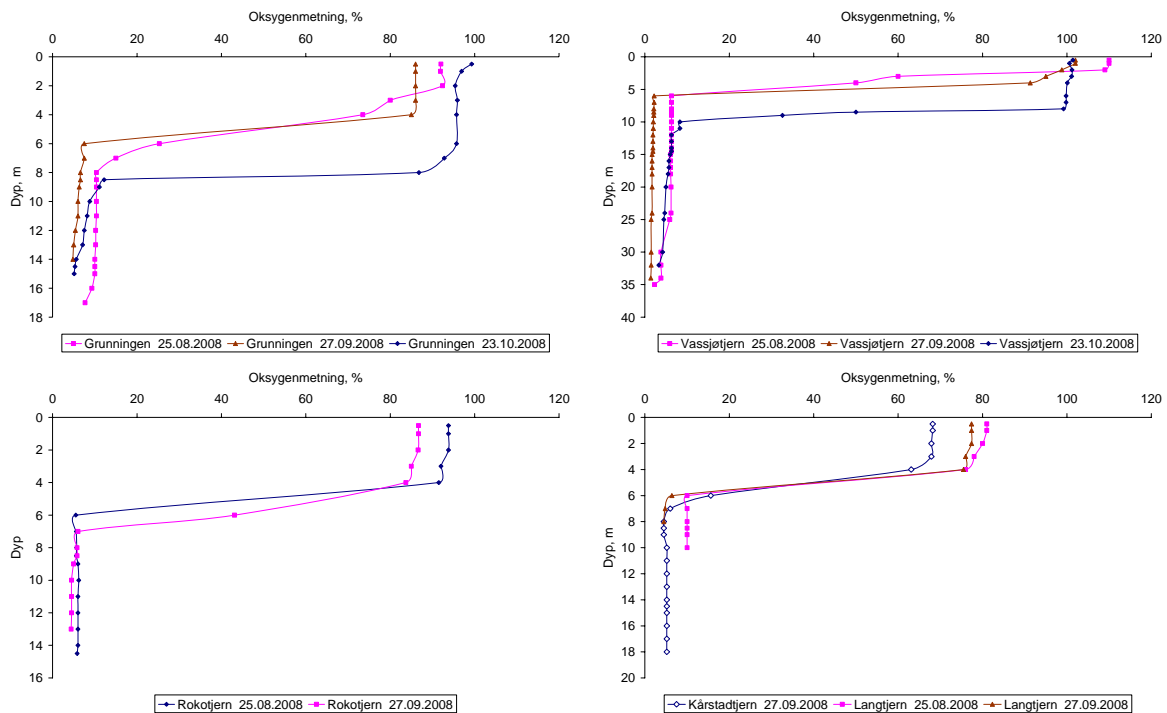 Oksygenmetning, %
0 20 40 60 80 100 120
0
2
4
6
8
10
12
14
16
18
Dyp, m
Grunningen 25.08.2008 Grunningen 27.09.2008 Grunningen 23.10.2008
Oksygenmetning, %
0 20 40 60 80 100 120
0
5
10
15
20
25
30
35
40
Dyp, m
Vassjøtjern 25.08.2008 Vassjøtjern 27.09.2008 Vassjøtjern 23.10.2008
Oksygenmetning, %
0 20 40 60 80 100 120
0
2
4
6
8
10
12
14
16
Dyp
Rokotjern 25.08.2008 Rokotjern 27.09.2008
Oksygenmetning, %
0 20 40 60 80 100 120
0
2
4
6
8
10
12
14
16
18
20
Dyp, m
Kårstadtjern 27.09.2008 Langtjern 25.08.2008 Langtjern 27.09.2008